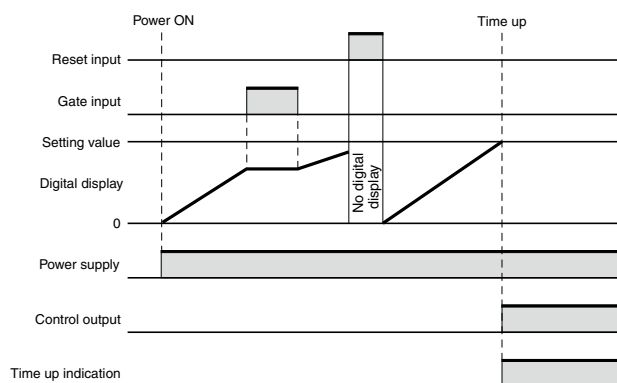 Power ON
Time up
Reset input
Gate input
Setting value
Digital display
No digital
display
0
Power supply
Control output
Time up indication